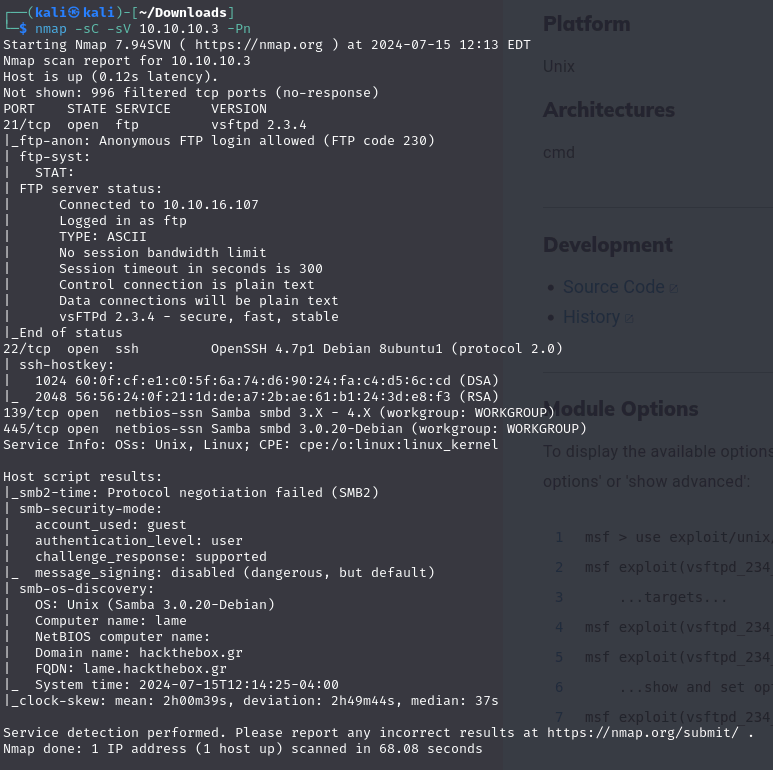 ┌──(kali㉿kali)-[~/Downloads]
└─$ nmap -sC -sV 10.10.10.3 -Pn
Starting Nmap 7.94SVN ( https://nmap.org ) at 2024-07-15 12:13 EDT
Nmap scan report for 10.10.10.3
Host is up (0.12s latency).
Not shown: 996 filtered tcp ports (no-response)
PORT    STATE SERVICE     VERSION
21/tcp  open  ftp         vsftpd 2.3.4
|_ftp-anon: Anonymous FTP login allowed (FTP code 230)
| ftp-syst:
|   STAT:
| FTP server status:
|      Connected to 10.10.16.107
|      Logged in as ftp
|      TYPE: ASCII
|      No session bandwidth limit
|      Session timeout in seconds is 300
|      Control connection is plain text
|      Data connections will be plain text
|      vsFTPd 2.3.4 - secure, fast, stable
|_End of status
22/tcp  open  ssh         OpenSSH 4.7p1 Debian 8ubuntu1 (protocol 2.0)
| ssh-hostkey:
|   1024 60:0f:cf:e1:c0:5f:6a:74:d6:90:24:fa:c4:d5:6c:cd (DSA)
|_  2048 56:56:24:0f:21:1d:de:a7:2b:ae:61:b1:24:3d:e8:f3 (RSA)
139/tcp open  netbios-ssn Samba smbd 3.X - 4.X (workgroup: WORKGROUP)
445/tcp open  netbios-ssn Samba smbd 3.0.20-Debian (workgroup: WORKGROUP)
Service Info: OSs: Unix, Linux; CPE: cpe:/o:linux:linux_kernel
Host script results:
|_smb2-time: Protocol negotiation failed (SMB2)
| smb-security-mode:
|   account_used: guest
|   authentication_level: user
|   challenge_response: supported
|_  message_signing: disabled (dangerous, but default)
| smb-os-discovery:
|   OS: Unix (Samba 3.0.20-Debian)
|   Computer name: lame
|   NetBIOS computer name:
|   Domain name: hackthebox.gr
|   FQDN: lame.hackthebox.gr
|_  System time: 2024-07-15T12:14:25-04:00
|_clock-skew: mean: 2h00m39s, deviation: 2h49m44s, median: 37s
Service detection performed. Please report any incorrect results at https://nmap.org/submit/ .
Nmap done: 1 IP address (1 host up) scanned in 68.08 seconds
Platform
Unix
Architectures
cmd
Development
Source Code
History
Module Options
To display the available options
options' or 'show advanced':
1 msf > use exploit/unix/
2 msf exploit(vsftpd_234
3 ...targets...
4 msf exploit(vsftpd_234
5 msf exploit(vsftpd_234
6 ...show and set opt
7 msf exploit(vsftpd_234